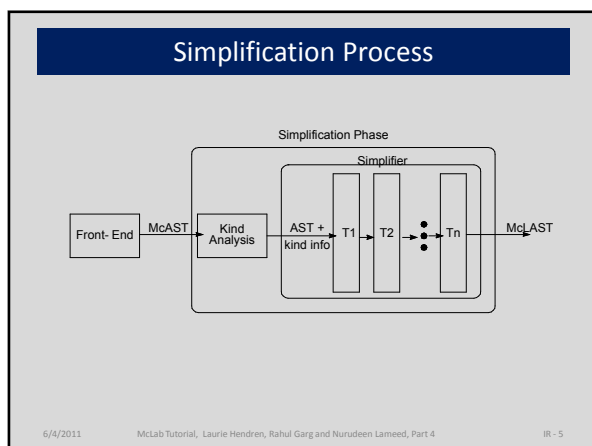 Simplification Process
Simplification Phase
Simplifier
Front- End
McAST
Kind
Analysis
AST +
kind info
T1
T2
Tn
McLAST
6/4/2011
McLab Tutorial, Laurie Hendren, Rahul Garg and Nurudeen Lameed, Part 4
IR - 5